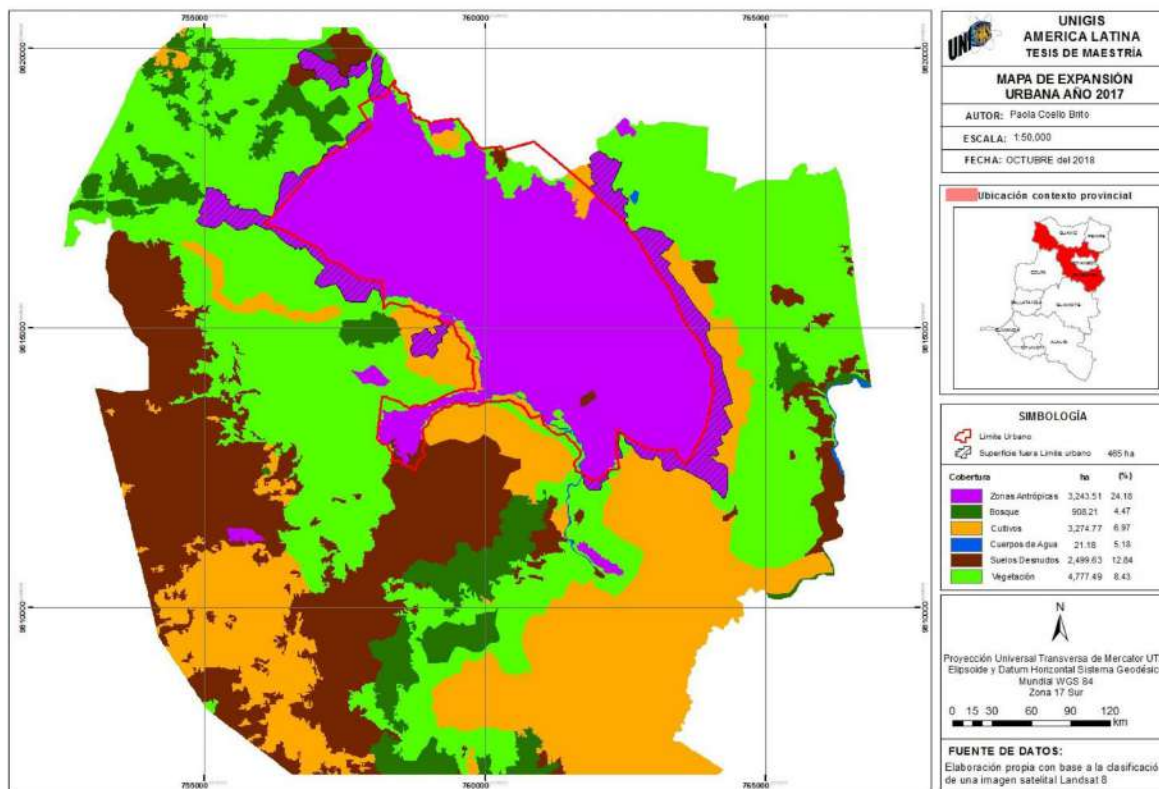 755000
760000
765000
9820000
9820000
9815000
9815000
9810000
9810000
755000
760000
765000
UNIGIS
AMERICA LATINA
TESIS DE MAESTRÍA
MAPA DE EXPANSIÓN
URBANA AÑO 2017
AUTOR: Paola Coello Brito
ESCALA: 1:50,000
FECHA: OCTUBRE del 2018
Ubicación contexto provincial
SIMBOLOGÍA
Limite Urbano
Superficie fuera Limite urbano 465 ha
Cobertura ha (%)
Zonas Antrópicas 3,243.51 24.18
Bosque 908.21 4.47
Cultivos 3,274.77 6.97
Cuerpos de Agua 21.18 5.18
Suelos Desnudos 2,499.63 12.84
Vegetación 4,777.49 8.43
N
Proyección Universal Transversa de Mercator UT
Elipsoide y Datum Horizontal Sistema Geodésic
Mundial WGS 84
Zona 17 Sur
0 15 30 60 90 120
km
FUENTE DE DATOS:
Elaboración propia con base a la clasificació
de una imagen satelital Landsat 8